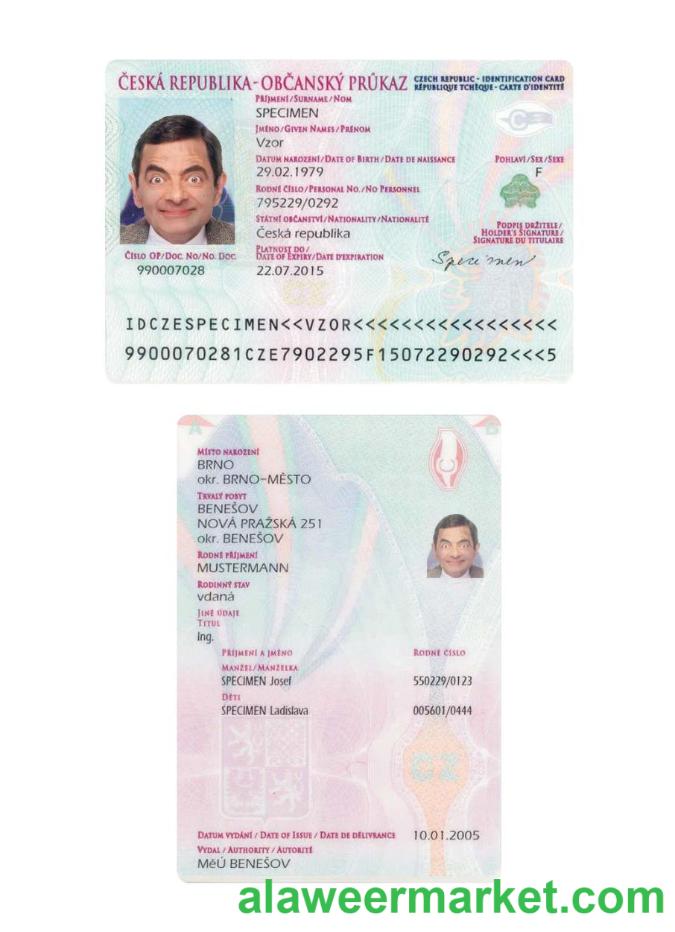 ČESKÁ REPUBLIKA - OBČANSKÝ PRŮKAZ
CZECH REPUBLIC - IDENTIFICATION CARD
RÉPUBLIQUE TCHÈQUE - CARTE D'IDENTITÉ
PŘÍJMENÍ/SURNAME/NOM
SPECIMEN
JMÉNO/GIVEN NAMES/PRÉNOM
Vzor
DATUM NAROZENÍ/DATE OF BIRTH/DATE DE NAISSANCE
29.02.1979
POHLAVÍ/SEX/SEXE
F
RODNÉ ČÍSLO/PERSONAL NO./NO PERSONNEL
795229/0292
STÁTNÍ OBČANSTVÍ/NATIONALITY/NATIONALITÉ
Česká republika
PLATNOST DO/
DATE OF EXPIRY/DATE D'EXPIRATION
22.07.2015
PODPIS DRŽITELE/
HOLDER'S SIGNATURE/
SIGNATURE DU TITULAIRE
Specimen
ČÍSLO OP/DOC. NO/NO. DOC.
990007028
CZ
IDCZESPECIMEN<<VZOR<<<<<<<<<<<<<<<<<
9900070281CZE7902295F15072290292<<<5
A
B
MÍSTO NAROZENÍ
BRNO
okr. BRNO-MĚSTO
TRVALÝ POBYT
BENEŠOV
NOVÁ PRAŽSKÁ 251
okr. BENEŠOV
RODNÉ PŘÍJMENÍ
MUSTERMANN
RODINNÝ STAV
vdaná
JINÉ ÚDAJE
TITUL
Ing.
PŘÍJMENÍ A JMÉNO RODNÉ ČÍSLO
MANŽEL/MANŽELKA
SPECIMEN Josef 550229/0123
DĚTI
SPECIMEN Ladislava 005601/0444
CZ
DATUM VYDÁNÍ / DATE OF ISSUE / DATE DE DÉLIVRANCE 10.01.2005
VYDAL / AUTHORITY / AUTORITÉ
MěÚ BENEŠOV
alaweermarket.com